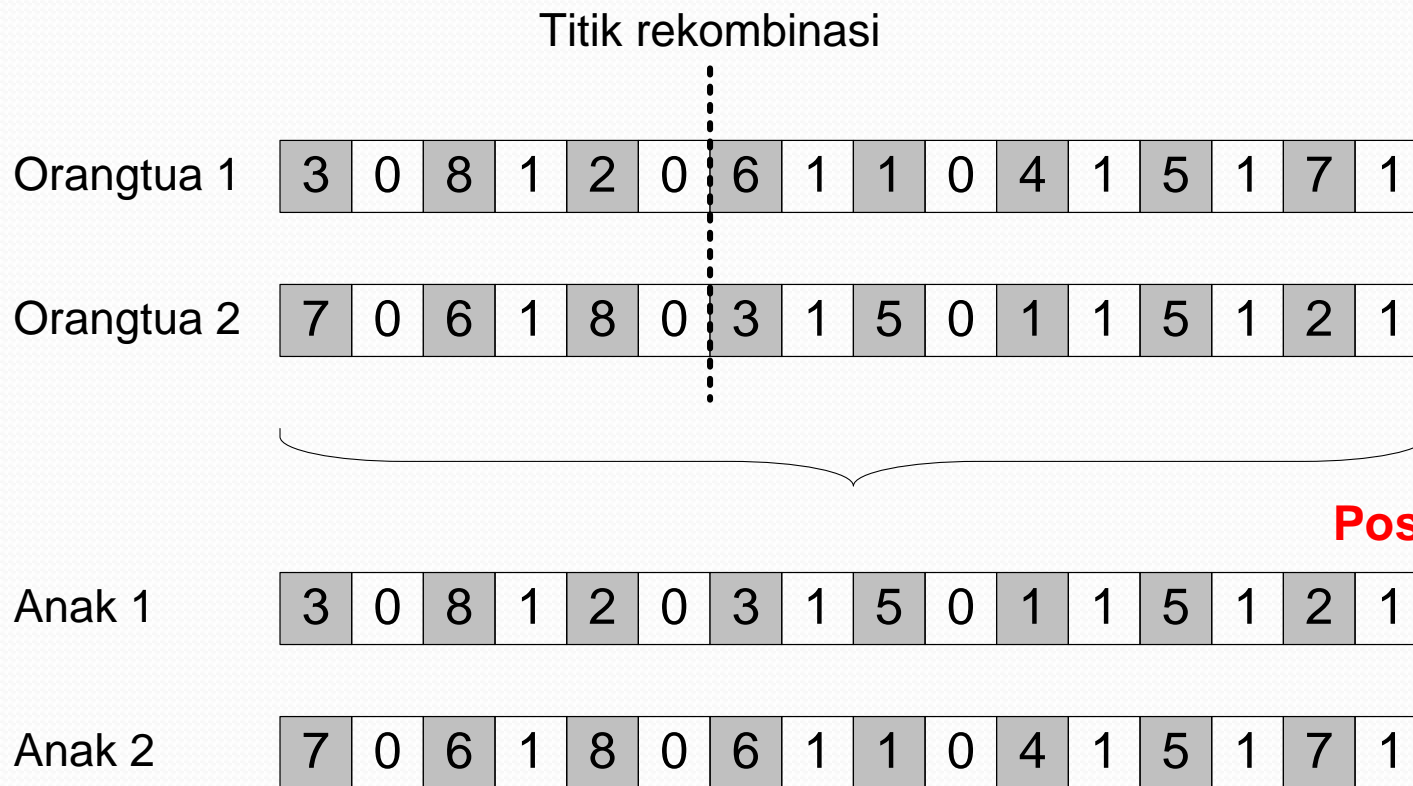 Titik rekombinasi
Orangtua 1 3 0 8 1 2 0 6 1 1 0 4 1 5 1 7 1
Orangtua 2 7 0 6 1 8 0 3 1 5 0 1 1 5 1 2 1
Pos
Anak 1 3 0 8 1 2 0 3 1 5 0 1 1 5 1 2 1
Anak 2 7 0 6 1 8 0 6 1 1 0 4 1 5 1 7 1